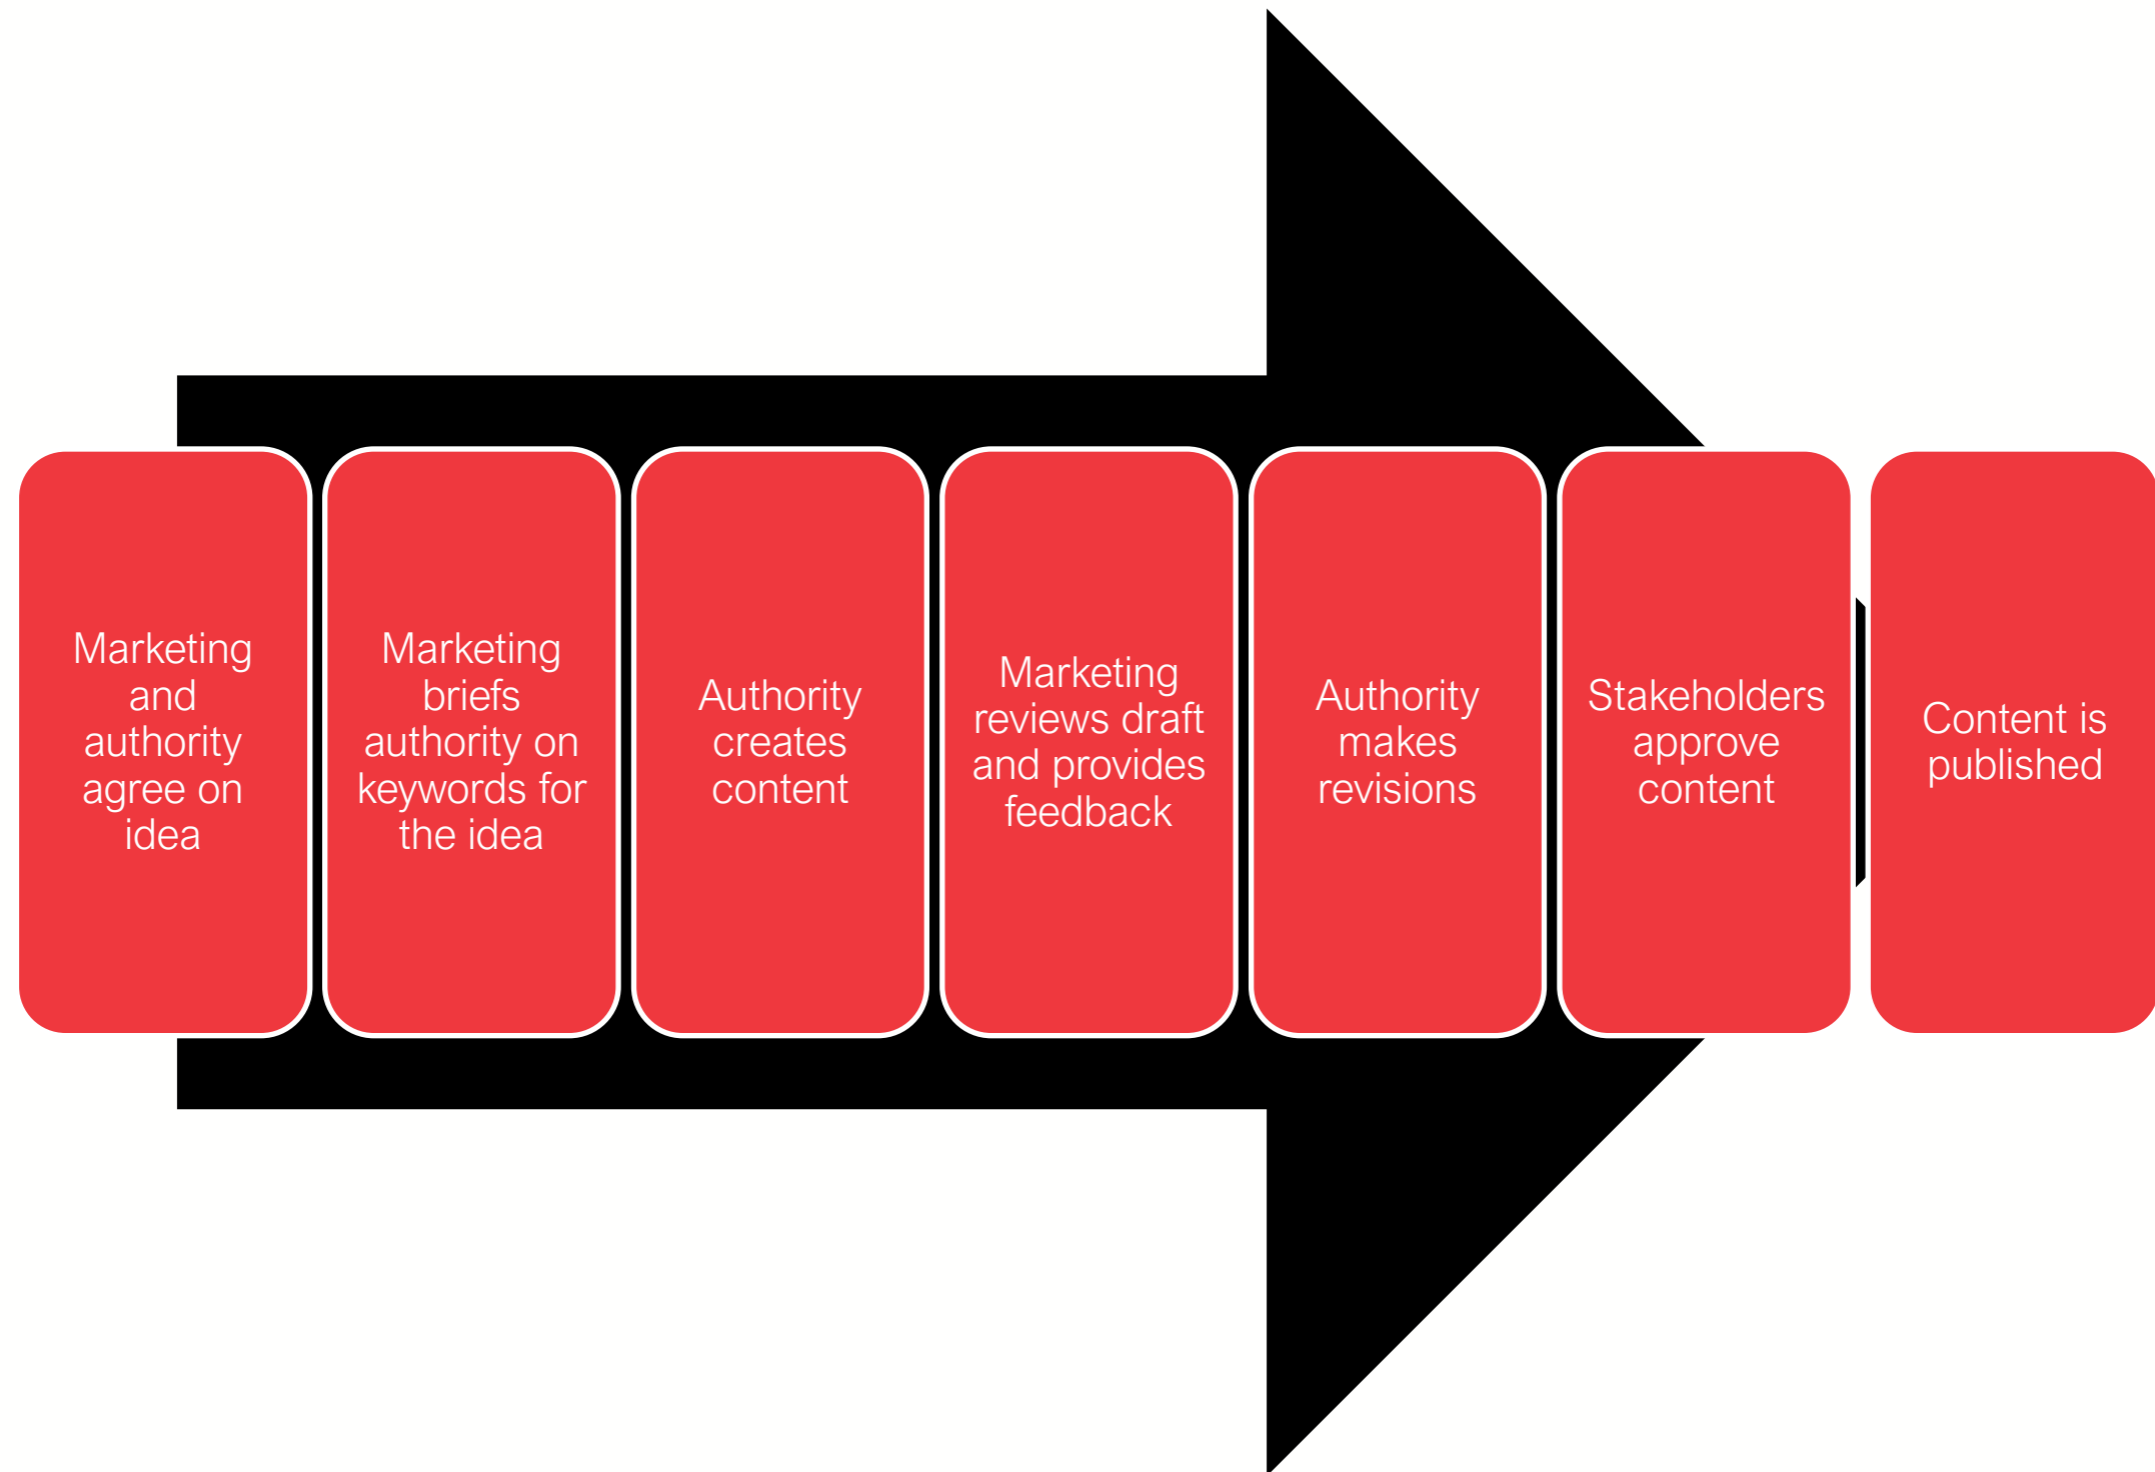 Marketing
and
authority
agree on
idea
Marketing
briefs
authority on
keywords for
the idea
Authority
creates
content
Marketing
reviews draft
and provides
feedback
Authority
makes
revisions
Stakeholders
approve
content
Content is
published